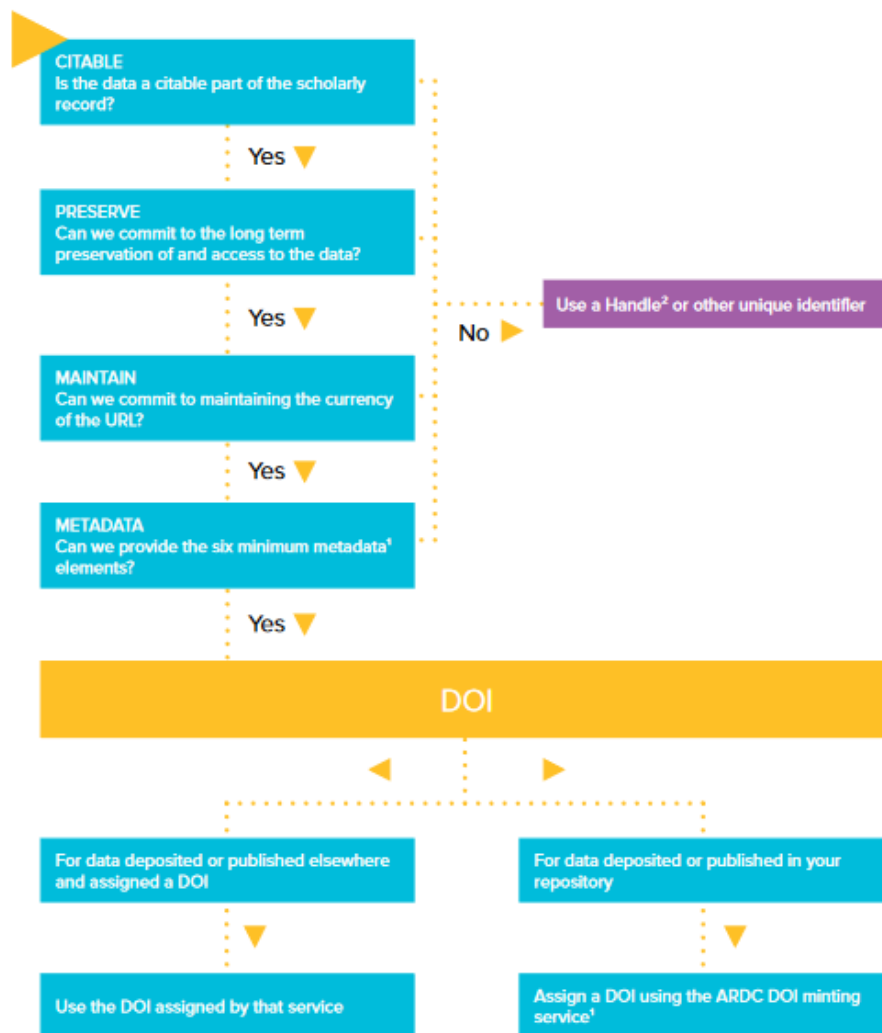 CITABLE
Is the data a citable part of the scholarly
record?
Yes
PRESERVE
Can we commit to the long term
preservation of and access to the data?
Yes
Use a Handle² or other unique identifier
No
MAINTAIN
Can we commit to maintaining the currency
of the URL?
Yes
METADATA
Can we provide the six minimum metadata¹
elements?
Yes
DOI
For data deposited or published elsewhere
and assigned a DOI
For data deposited or published in your
repository
Use the DOI assigned by that service
Assign a DOI using the ARDC DOI minting
service¹